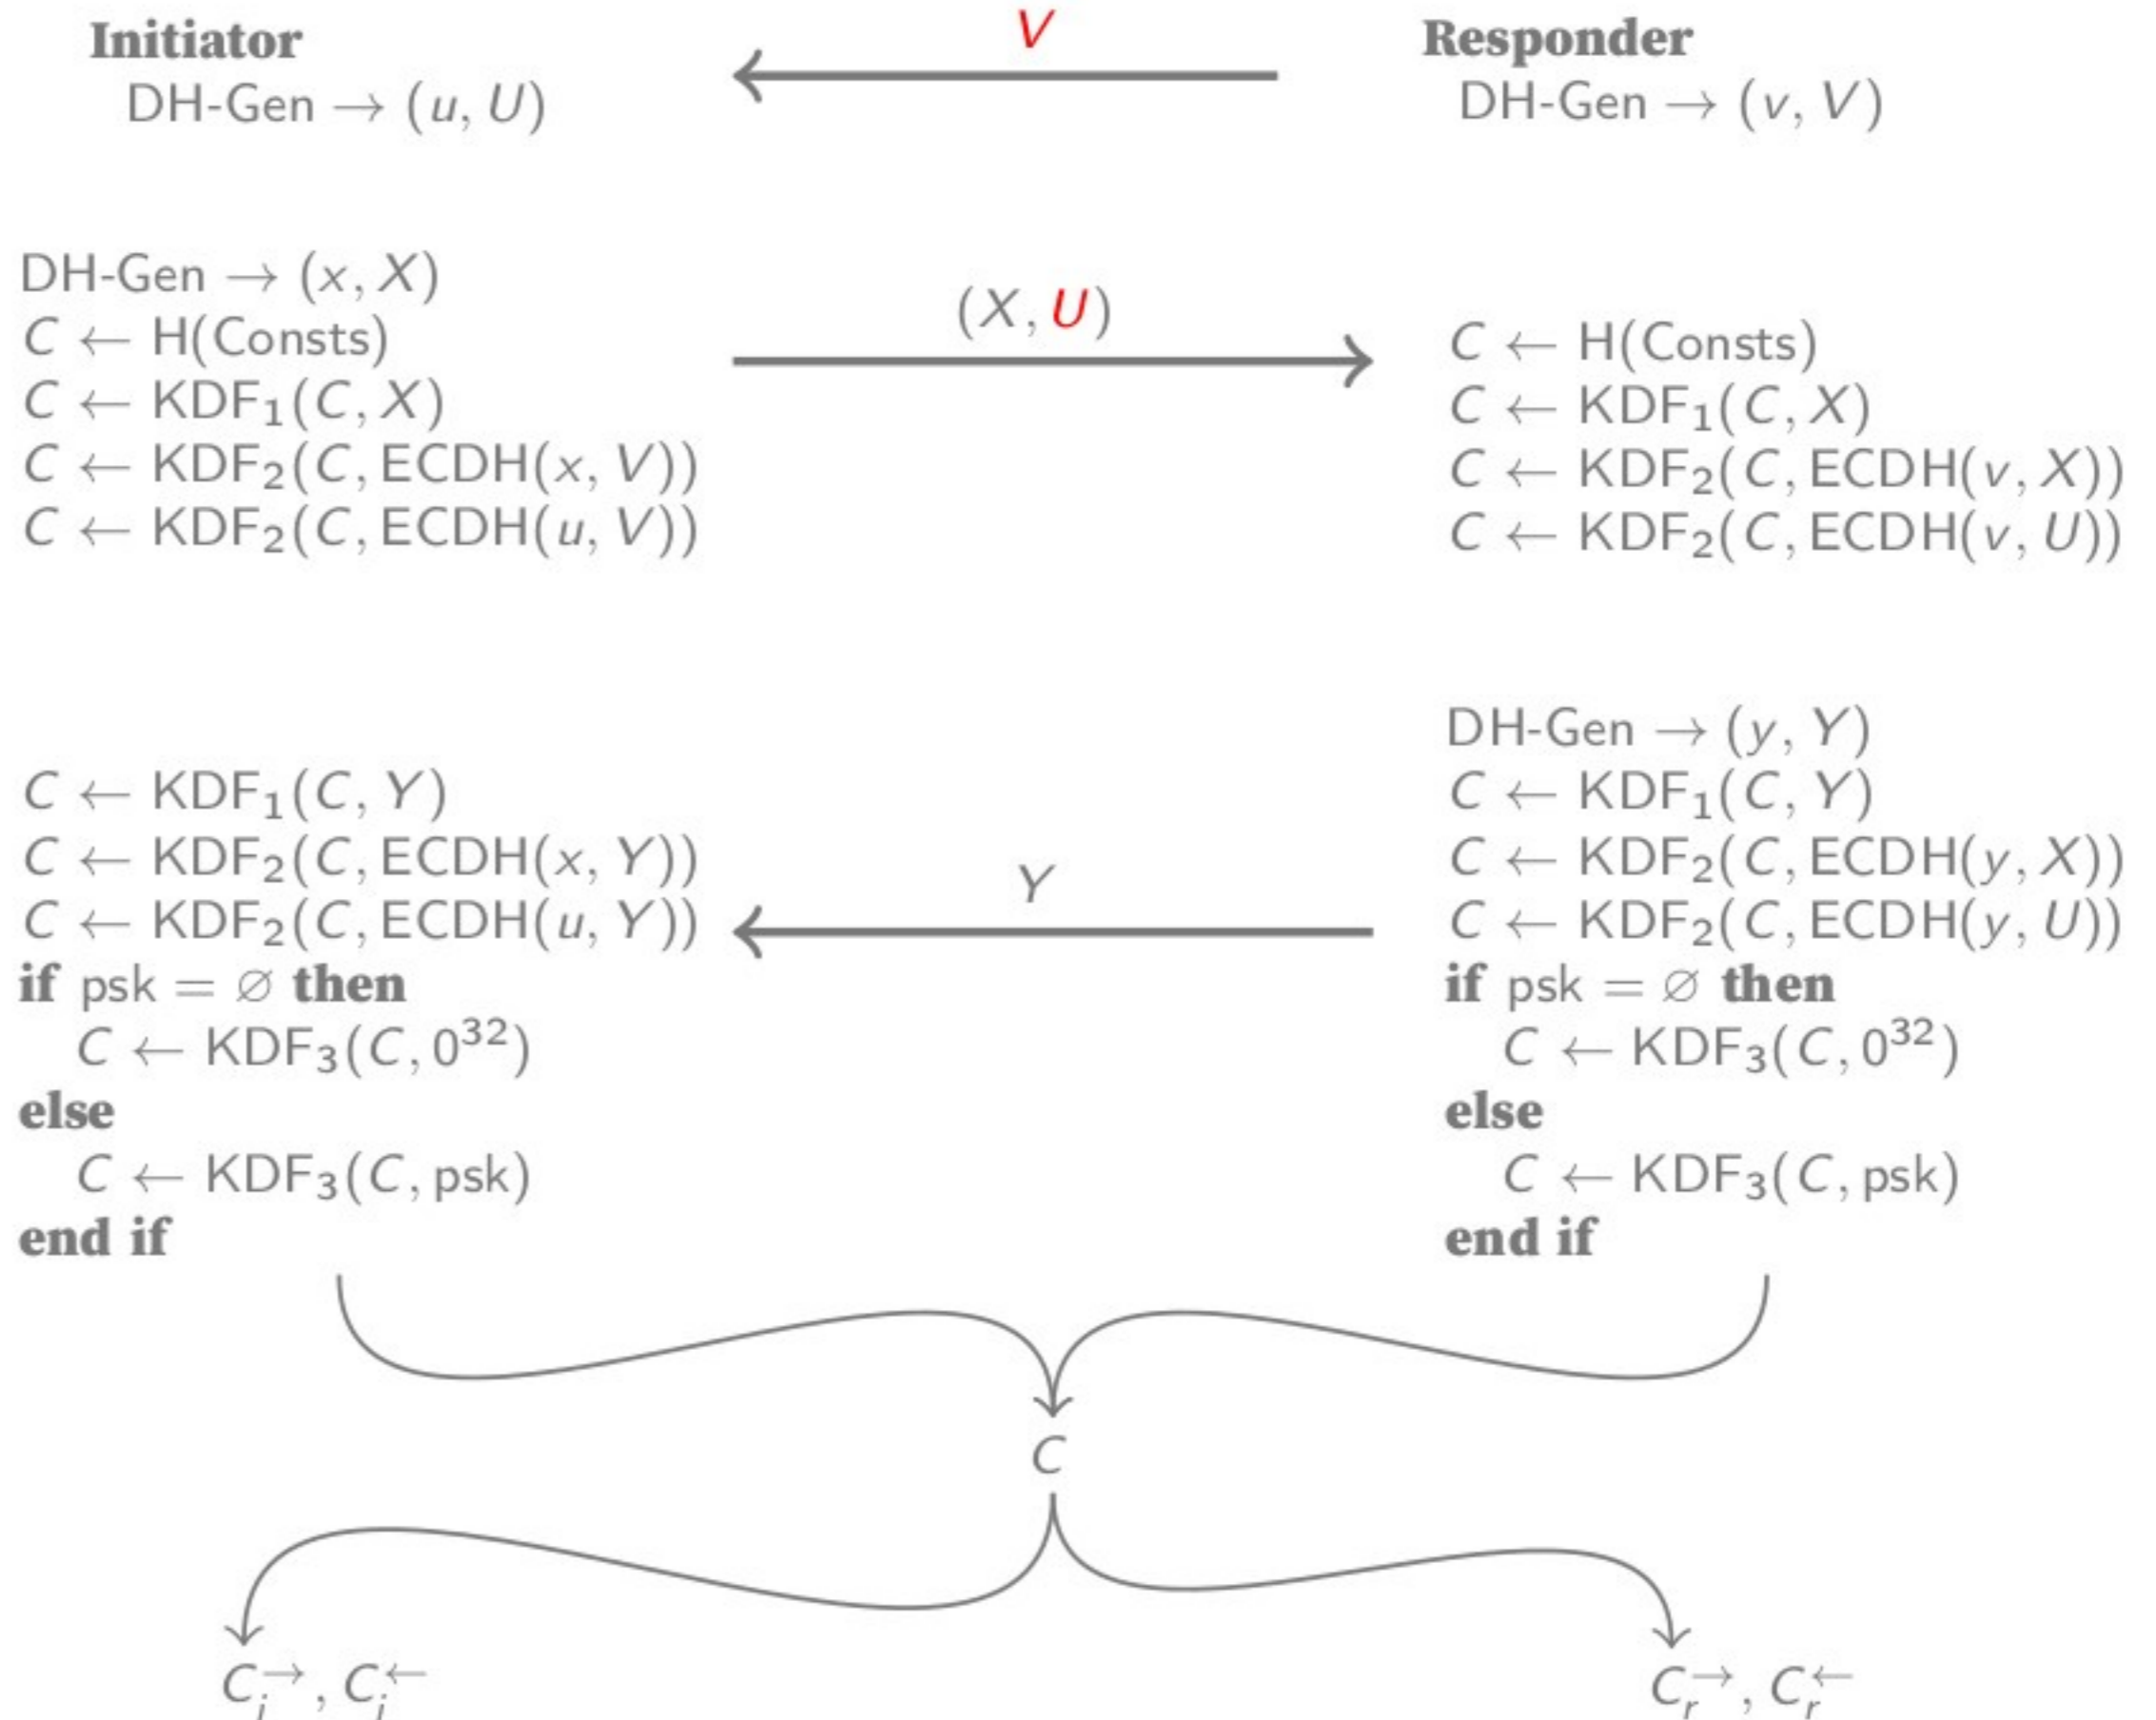 Initiator
DH-Gen → (u, U)
V
Responder
DH-Gen → (v, V)
DH-Gen → (x, X)
C ← H(Consts)
C ← KDF₁(C, X)
C ← KDF₂(C, ECDH(x, V))
C ← KDF₂(C, ECDH(u, V))
(X, U)
C ← H(Consts)
C ← KDF₁(C, X)
C ← KDF₂(C, ECDH(v, X))
C ← KDF₂(C, ECDH(v, U))
C ← KDF₁(C, Y)
C ← KDF₂(C, ECDH(x, Y))
C ← KDF₂(C, ECDH(u, Y))
if psk = ∅ then
C ← KDF₃(C, 0³²)
else
C ← KDF₃(C, psk)
end if
Y
DH-Gen → (y, Y)
C ← KDF₁(C, Y)
C ← KDF₂(C, ECDH(y, X))
C ← KDF₂(C, ECDH(y, U))
if psk = ∅ then
C ← KDF₃(C, 0³²)
else
C ← KDF₃(C, psk)
end if
C
C_i^→, C_i^←
C_r^→, C_r^←